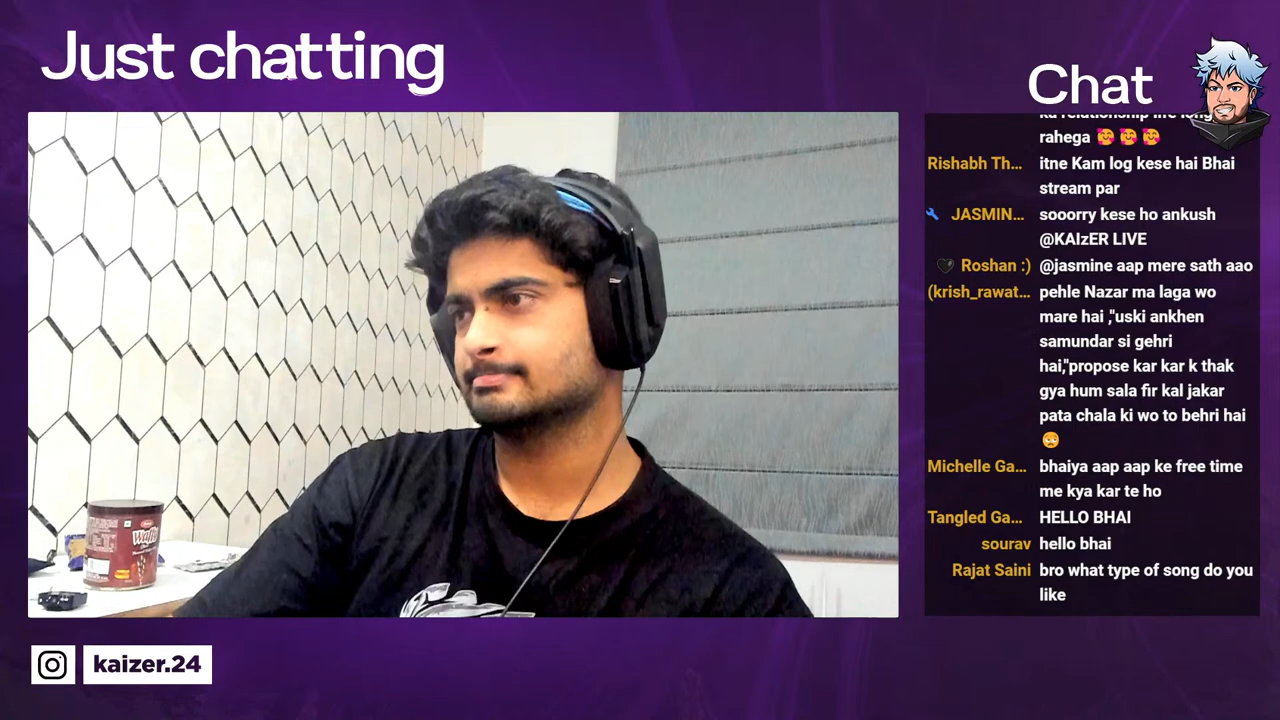 Just chatting
Chat
ka relationship life long
rahega 🥰 🥰 🥰
Rishabh Th... itne Kam log kese hai Bhai
stream par
JASMIN... sooorry kese ho ankush
@KAIzER LIVE
🖤 Roshan :) @jasmine aap mere sath aao
(krish_rawat... pehle Nazar ma laga wo
mare hai ,"uski ankhen
samundar si gehri
hai,"propose kar kar k thak
gya hum sala fir kal jakar
pata chala ki wo to behri hai
🙄
Michelle Ga... bhaiya aap aap ke free time
me kya kar te ho
Tangled Ga... HELLO BHAI
sourav hello bhai
Rajat Saini bro what type of song do you
like
kaizer.24